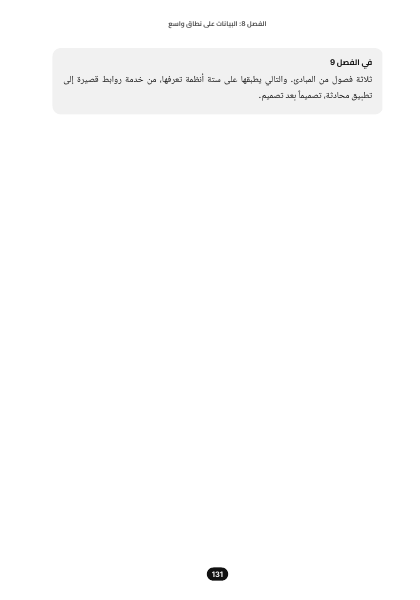 الفصل 8: البيانات على نطاق واسع
في الفصل 9
ثلاثة فصول من المبادئ. والتالي يطبقها على ستة أنظمة تعرفها، من خدمة روابط قصيرة إلى
تطبيق محادثة، تصميماً بعد تصميم.
131